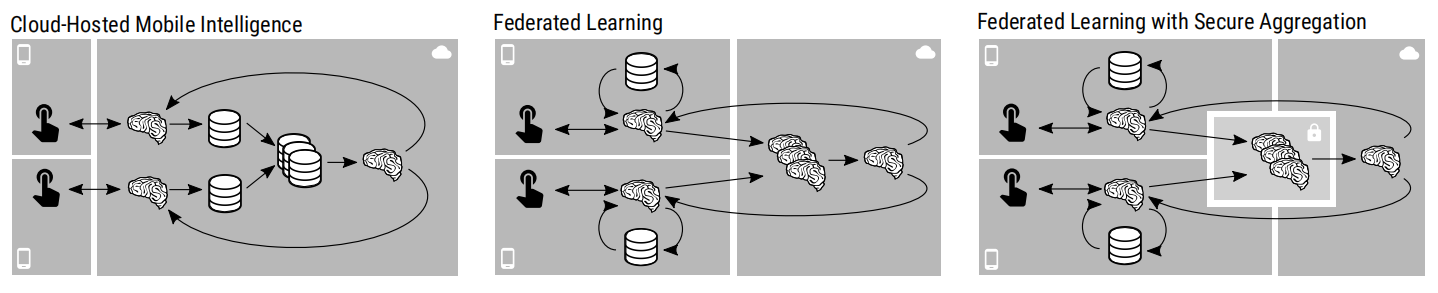 Cloud-Hosted Mobile Intelligence
Federated Learning
Federated Learning with Secure Aggregation